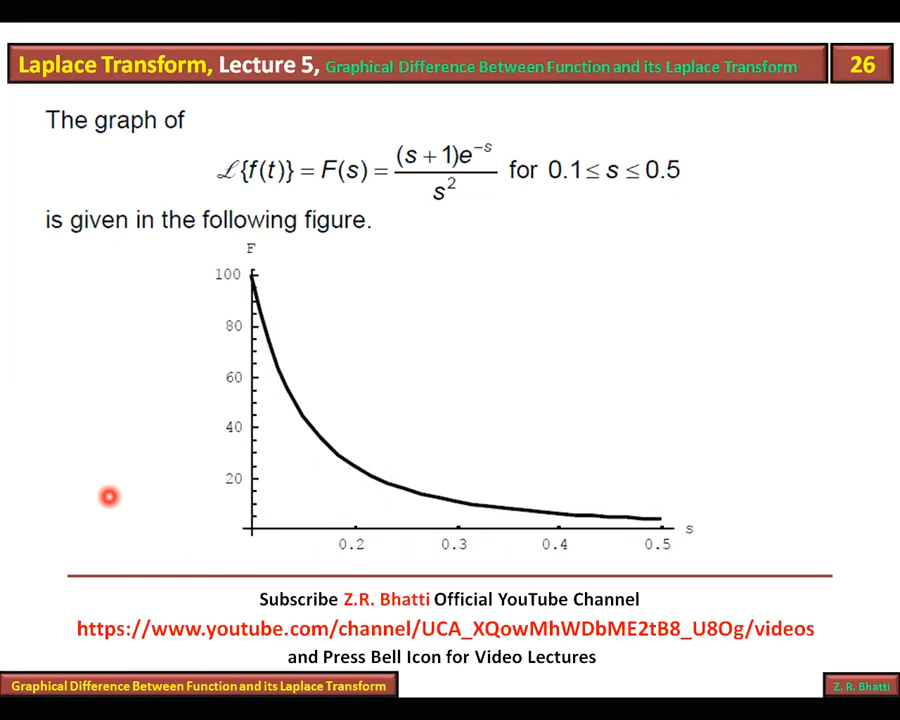 Laplace Transform, Lecture 5, Graphical Difference Between Function and its Laplace Transform 26
The graph of
ℒ{f(t)} = F(s) = (s + 1)e^{−s} / s² for 0.1 ≤ s ≤ 0.5
is given in the following figure.
F
100
80
60
40
20
s
0.2 0.3 0.4 0.5
Subscribe Z.R. Bhatti Official YouTube Channel
https://www.youtube.com/channel/UCA_XQowMhWDbME2tB8_U8Og/videos
and Press Bell Icon for Video Lectures
Graphical Difference Between Function and its Laplace Transform Z. R. Bhatti